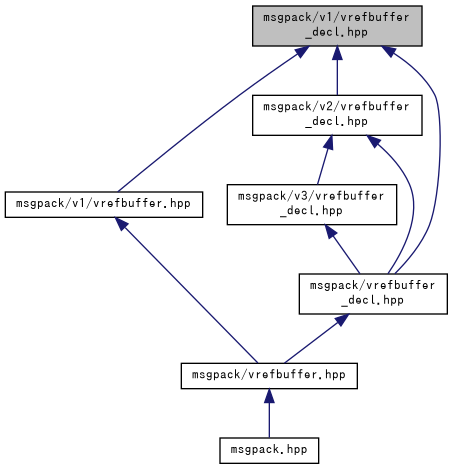 msgpack/v1/vrefbuffer
_decl.hpp
msgpack/v2/vrefbuffer
_decl.hpp
msgpack/v1/vrefbuffer.hpp
msgpack/v3/vrefbuffer
_decl.hpp
msgpack/vrefbuffer
_decl.hpp
msgpack/vrefbuffer.hpp
msgpack.hpp